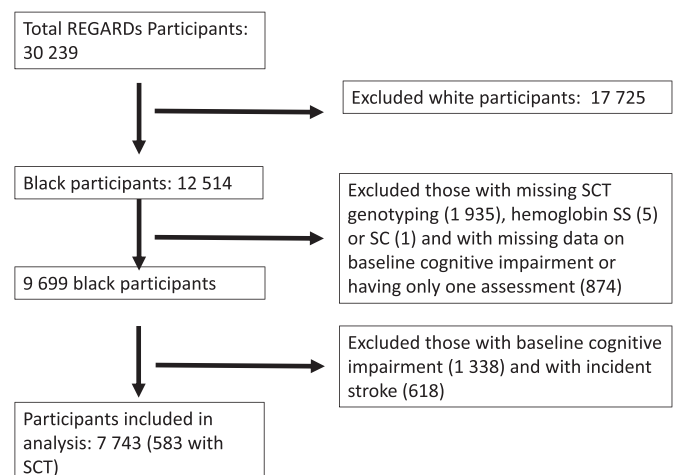 Total REGARDs Participants:
30 239
Excluded white participants:  17 725
Black participants: 12 514
Excluded those with missing SCT
genotyping (1 935), hemoglobin SS (5)
or SC (1) and with missing data on
baseline cognitive impairment or
having only one assessment (874)
9 699 black participants
Excluded those with baseline cognitive
impairment (1 338) and with incident
stroke (618)
Participants included in
analysis: 7 743 (583 with
SCT)